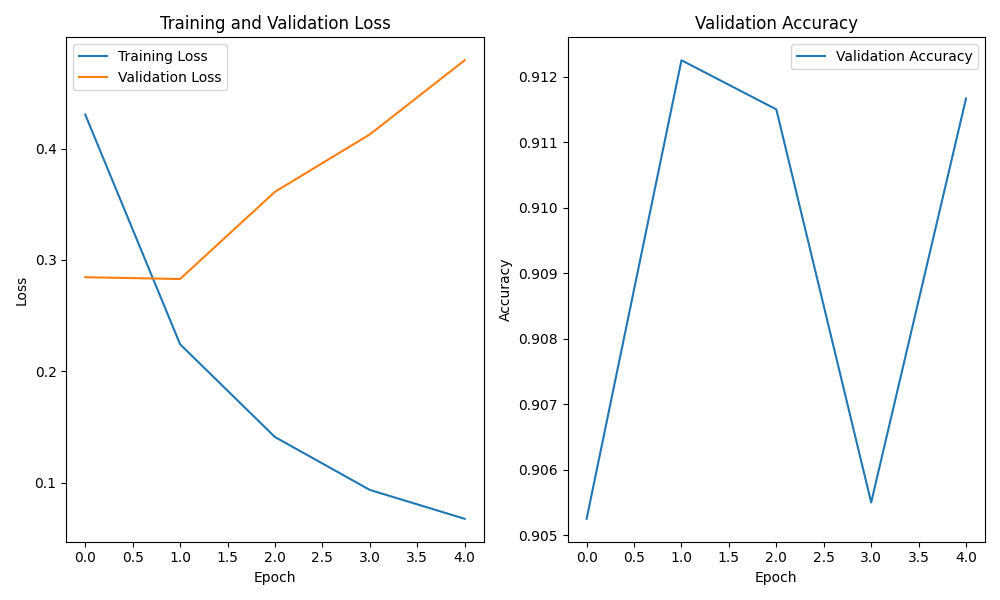 Training and Validation Loss
Training Loss
Validation Loss
Loss
0.4
0.3
0.2
0.1
0.0 0.5 1.0 1.5 2.0 2.5 3.0 3.5 4.0
Epoch
Validation Accuracy
Validation Accuracy
Accuracy
0.912
0.911
0.910
0.909
0.908
0.907
0.906
0.905
0.0 0.5 1.0 1.5 2.0 2.5 3.0 3.5 4.0
Epoch